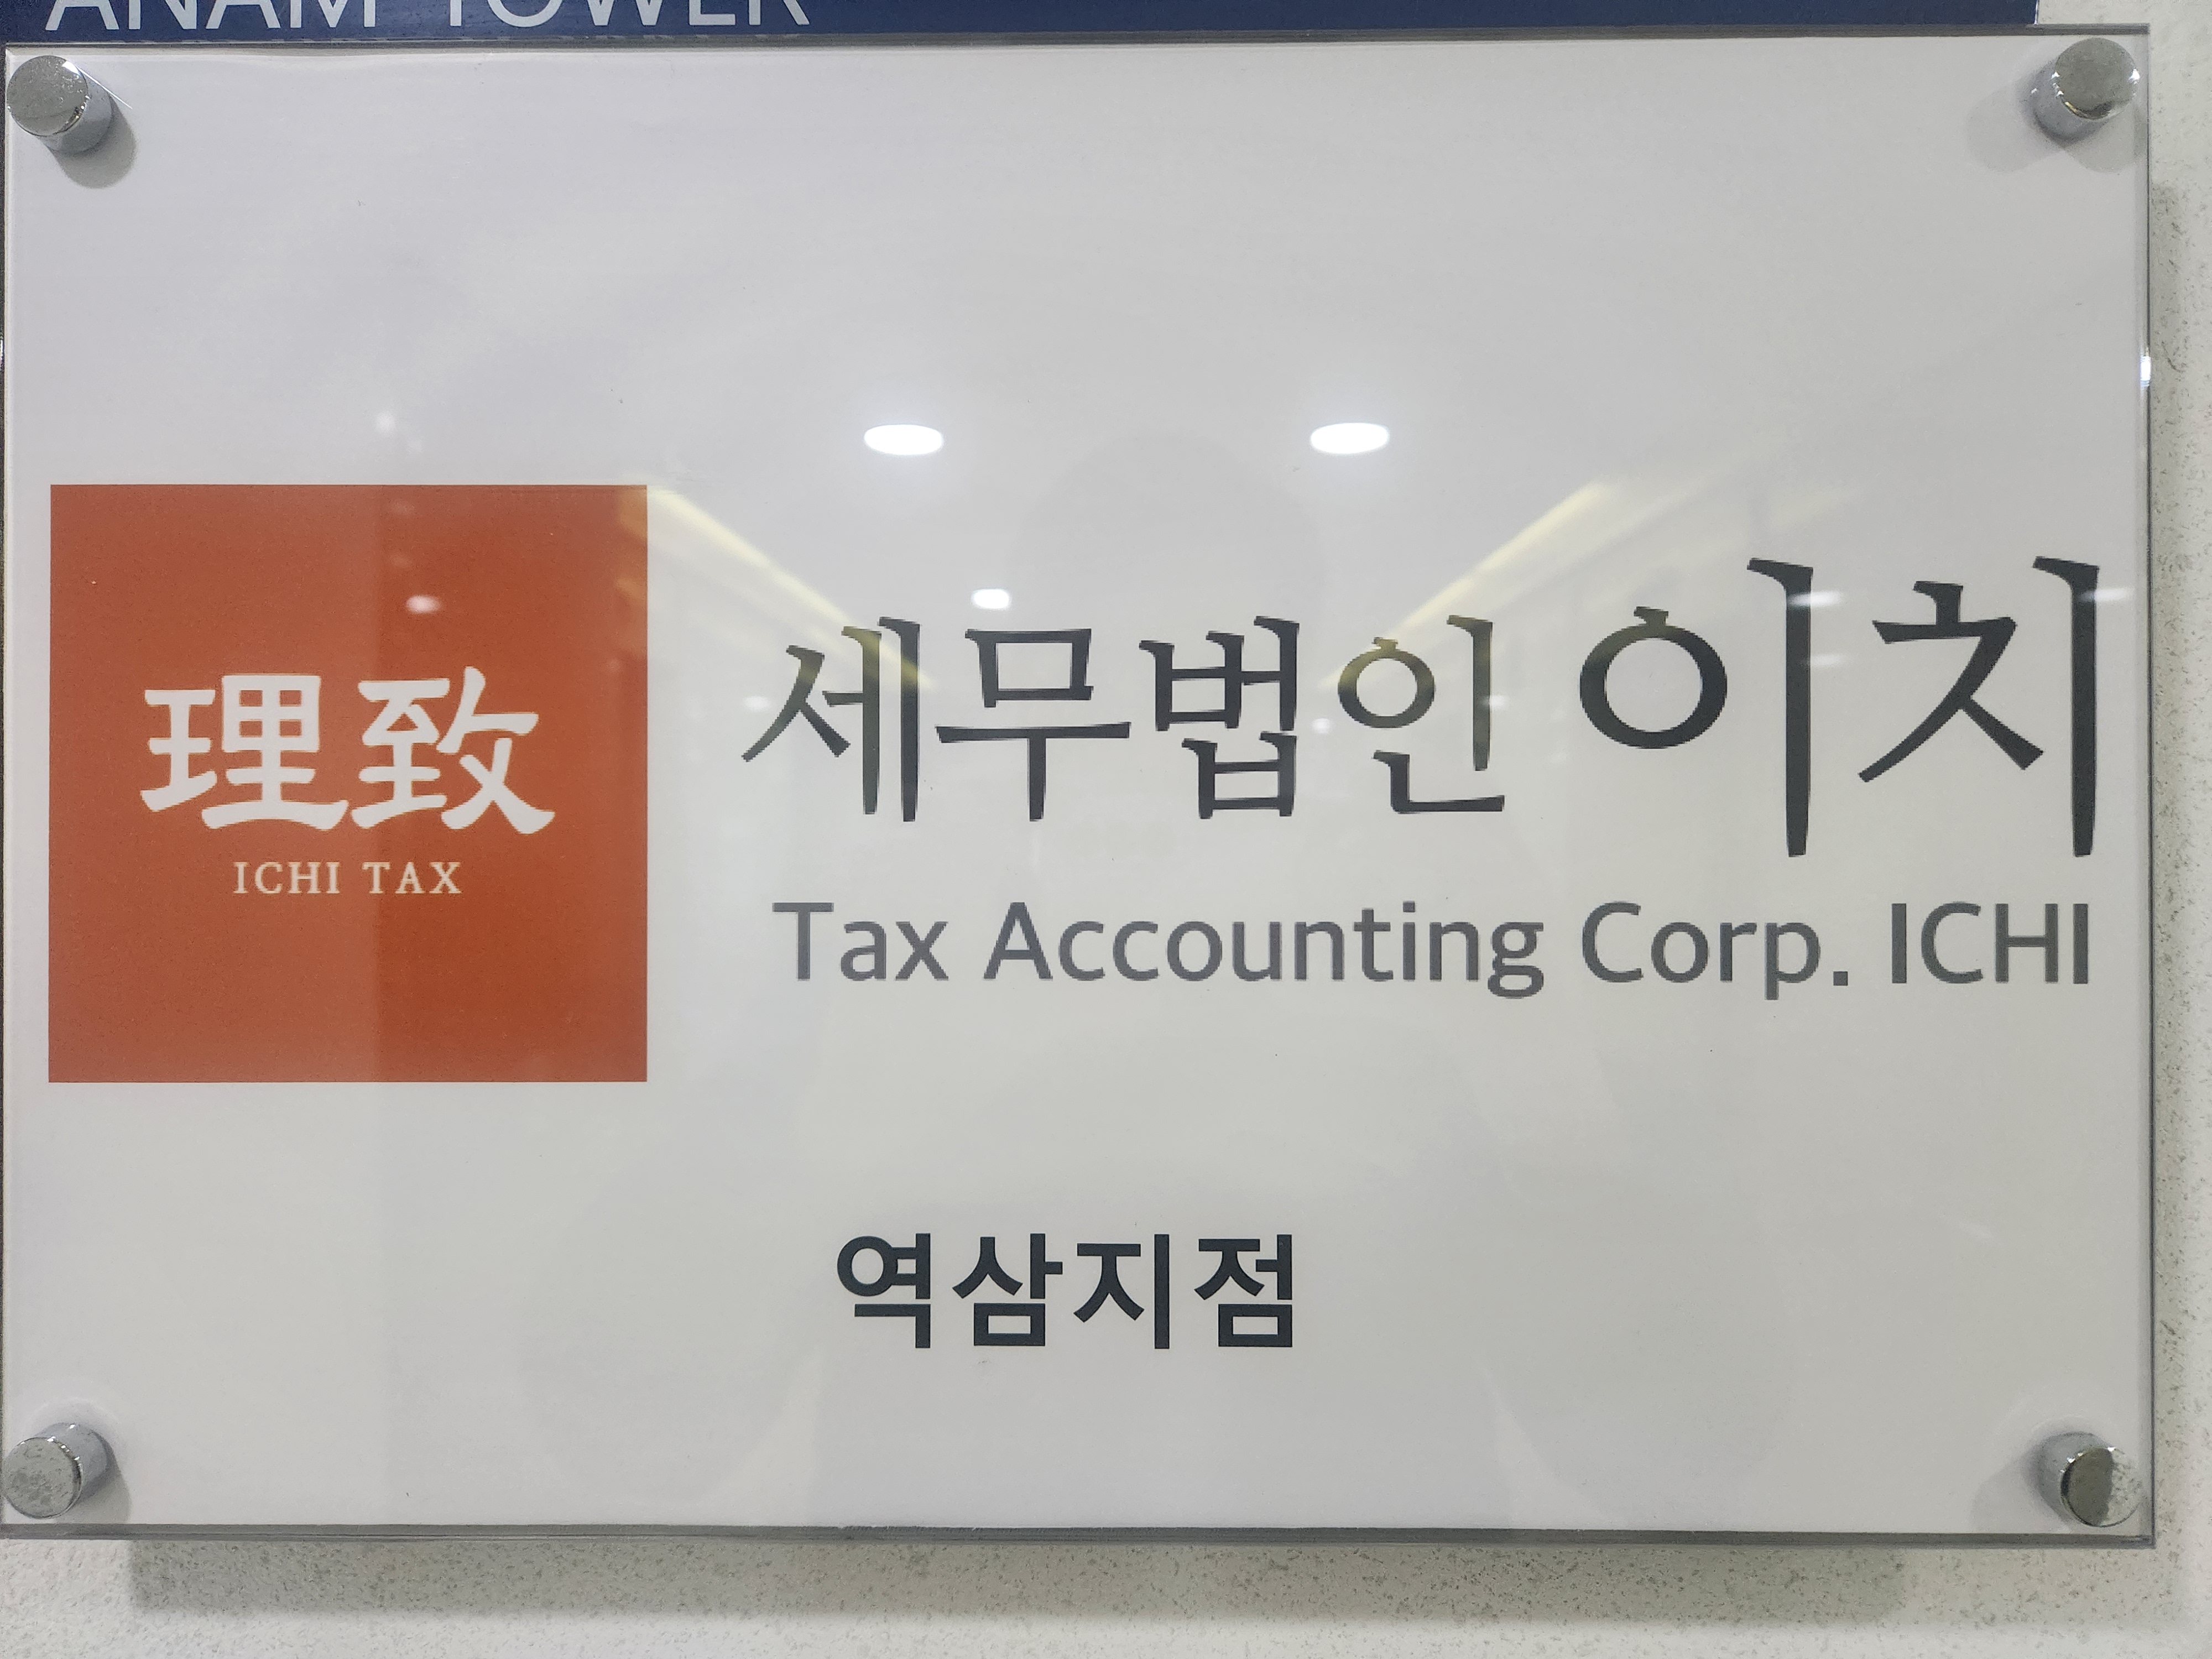 ANAM TOWER
理致
ICHI TAX
세무법인 이치
Tax Accounting Corp. ICHI
역삼지점